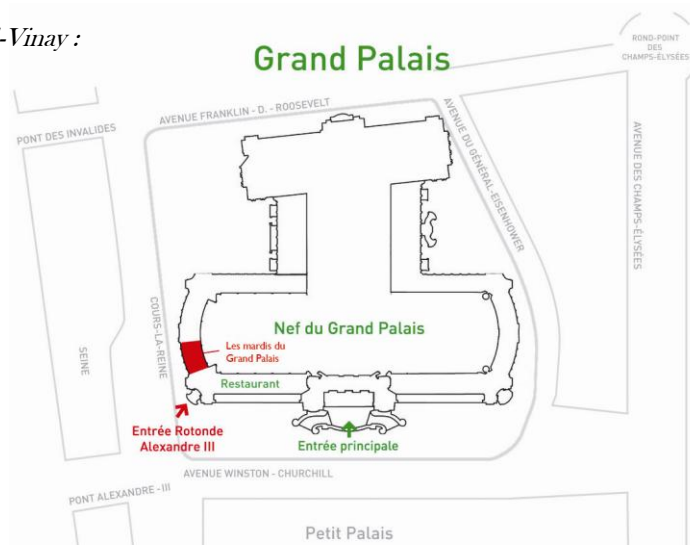 -Vinay :
Grand Palais
ROND-POINT
DES
CHAMPS-ÉLYSÉES
AVENUE FRANKLIN - D. - ROOSEVELT
PONT DES INVALIDES
AVENUE DU GÉNÉRAL-EISENHOWER
AVENUE DES CHAMPS-ÉLYSÉES
COURS-LA-REINE
SEINE
Nef du Grand Palais
Les mardis du
Grand Palais
Restaurant
Entrée Rotonde
Alexandre III
Entrée principale
AVENUE WINSTON - CHURCHILL
PONT ALEXANDRE - III
Petit Palais